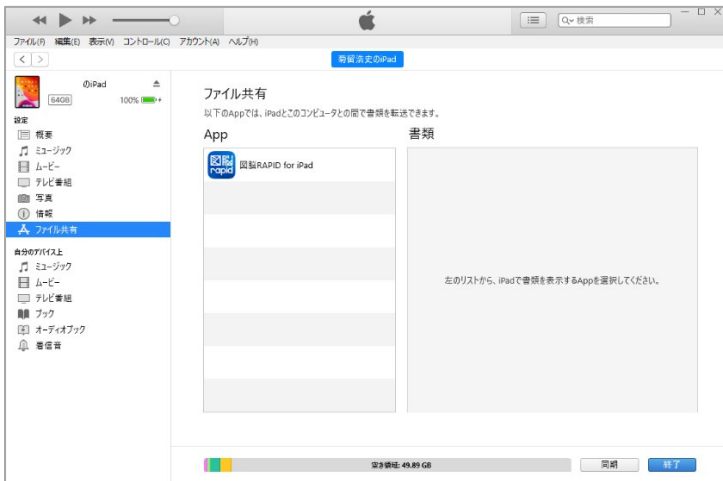 検索
ファイル(F) 編集(E) 表示(V) コントロール(C) アカウント(A) ヘルプ(H)
のiPad
64GB 100%
設定
概要
ミュージック
ムービー
テレビ番組
写真
情報
ファイル共有
自分のデバイス上
ミュージック
ムービー
テレビ番組
ブック
オーディオブック
着信音
ファイル共有
以下のAppでは、iPadとこのコンピュータとの間で書類を転送できます。
App
図脳 rapid
図脳RAPID for iPad
書類
左のリストから、iPadで書類を表示するAppを選択してください。
空き領域: 49.89 GB
同期
終了